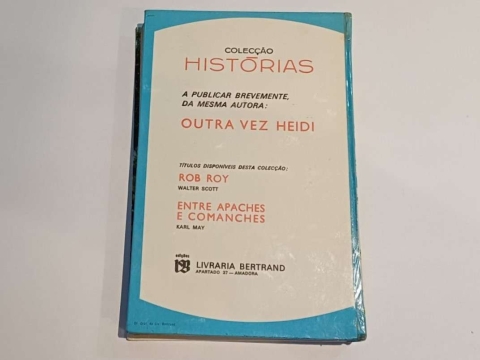 COLECÇÃO
HISTÓRIAS
A PUBLICAR BREVEMENTE,
DA MESMA AUTORA:
OUTRA VEZ HEIDI
TÍTULOS DISPONÍVEIS DESTA COLECÇÃO:
ROB ROY
WALTER SCOTT
ENTRE APACHES
E COMANCHES
KARL MAY
edições
LIVRARIA BERTRAND
APARTADO 37 — AMADORA